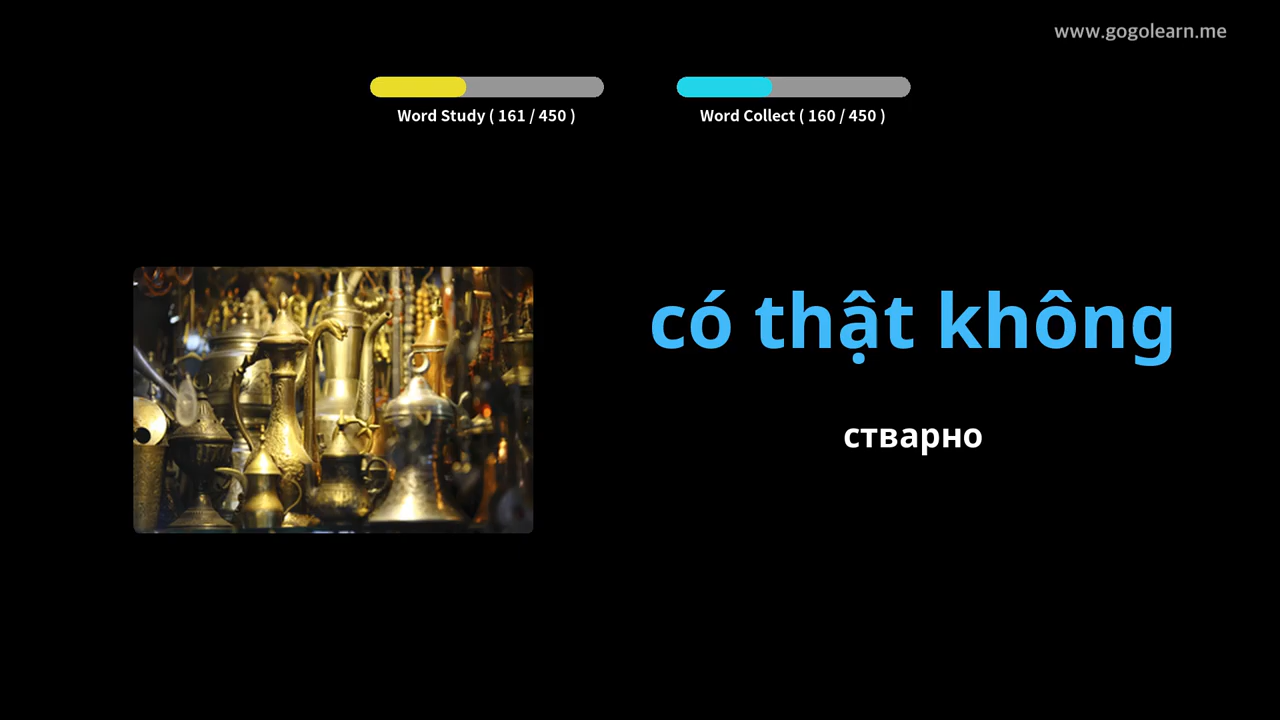 www.gogolearn.me
Word Study ( 161 / 450 )
Word Collect ( 160 / 450 )
có thật không
стварно